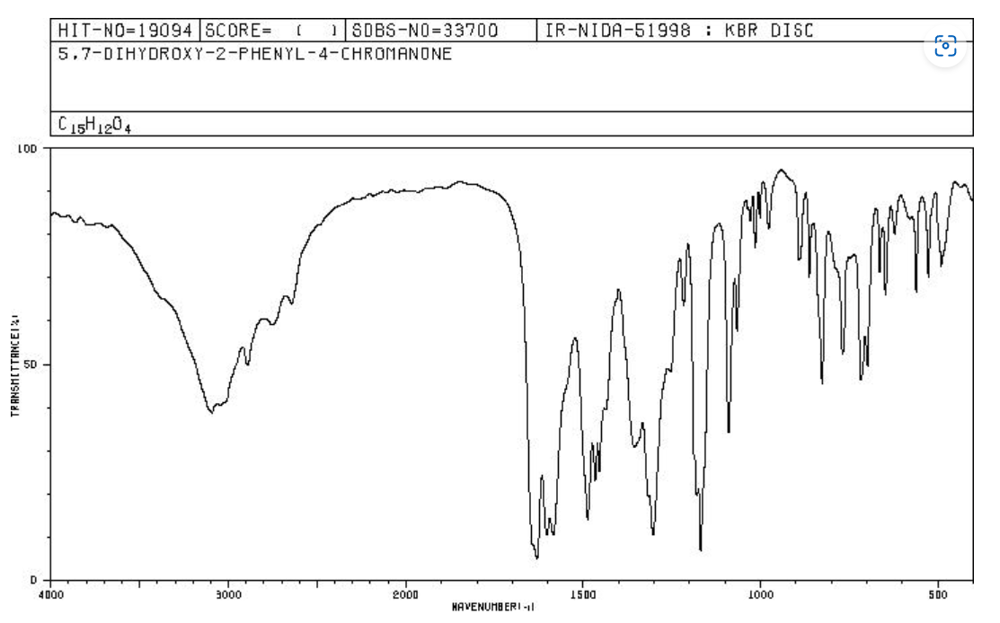 HIT-NO=19094 SCORE= ( ) SDBS-NO=33700 IR-NIDA-51998 : KBR DISC
5,7-DIHYDROXY-2-PHENYL-4-CHROMANONE
C15H12O4
100
50
0
TRANSMITTANCE(%)
4000 3000 2000 1500 1000 500
WAVENUMBER(-1)